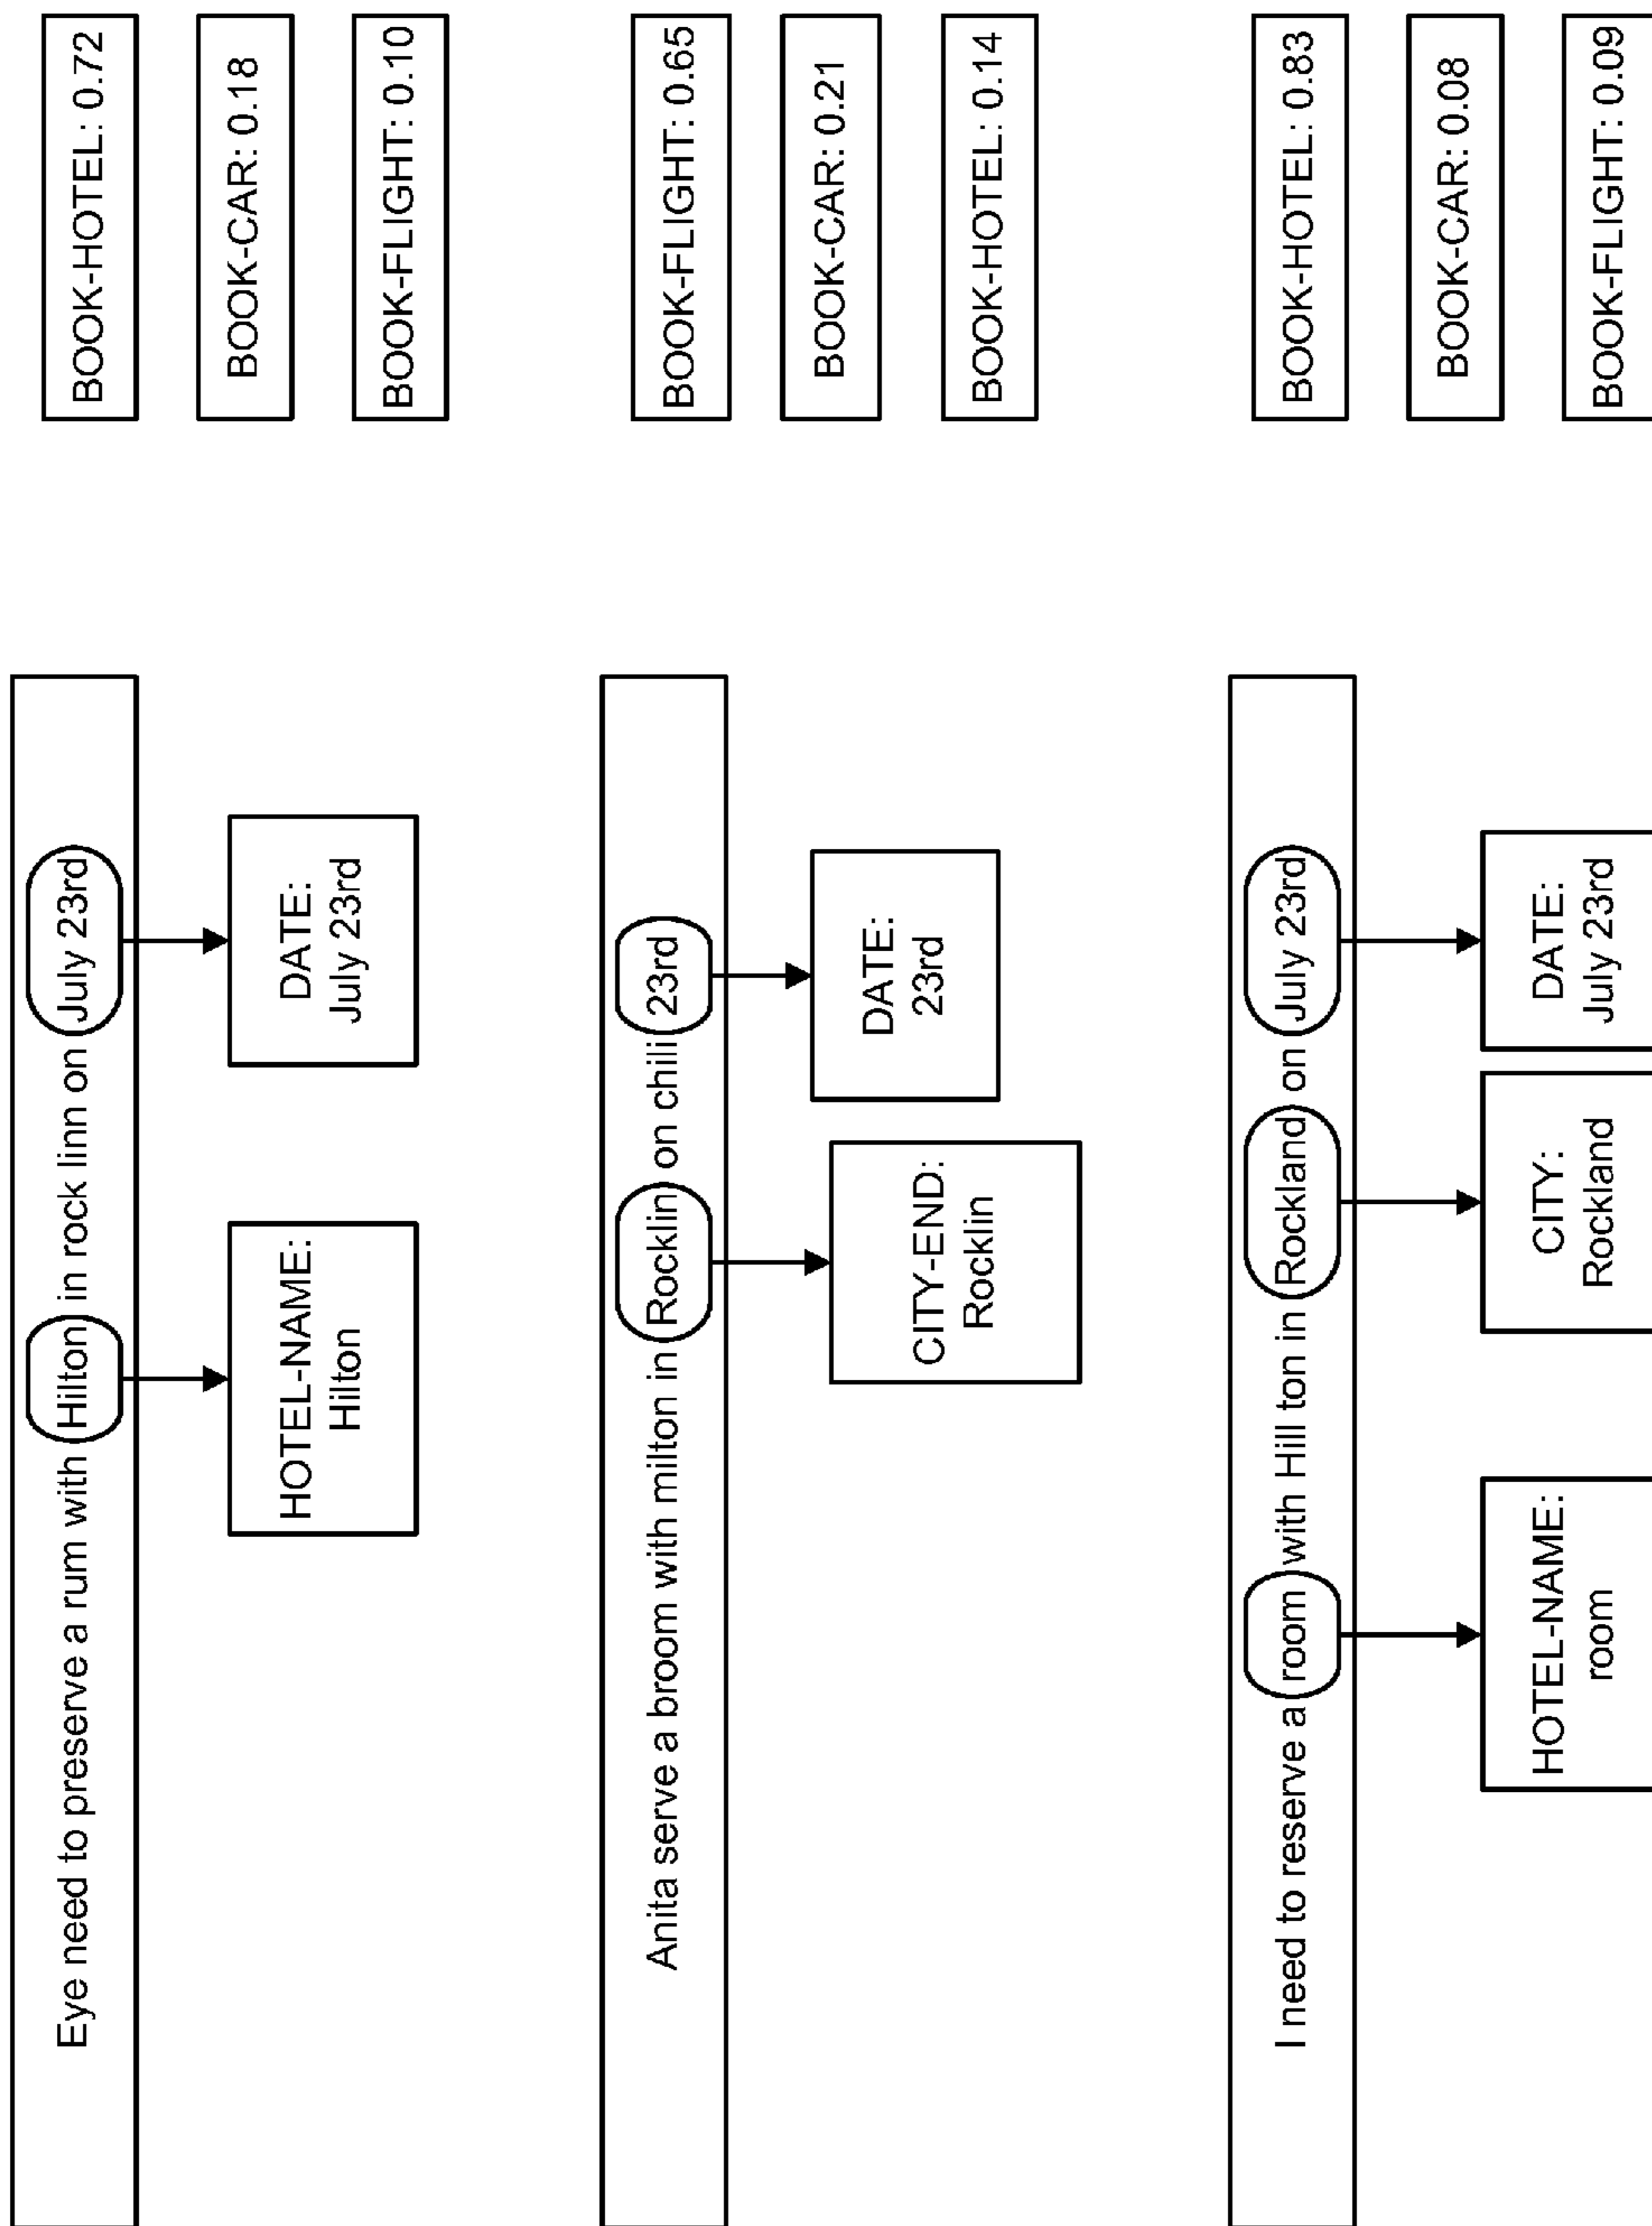 Eye need to preserve a rum with Hilton in rock linn on July 23rd
HOTEL-NAME:
Hilton
DATE:
July 23rd
BOOK-HOTEL: 0.72
BOOK-CAR: 0.18
BOOK-FLIGHT: 0.10
Anita serve a broom with milton in Rocklin on chili 23rd
CITY-END:
Rocklin
DATE:
23rd
BOOK-FLIGHT: 0.65
BOOK-CAR: 0.21
BOOK-HOTEL: 0.14
I need to reserve a room with Hill ton in Rockland on July 23rd
HOTEL-NAME:
room
CITY:
Rockland
DATE:
July 23rd
BOOK-HOTEL: 0.83
BOOK-CAR: 0.08
BOOK-FLIGHT: 0.09